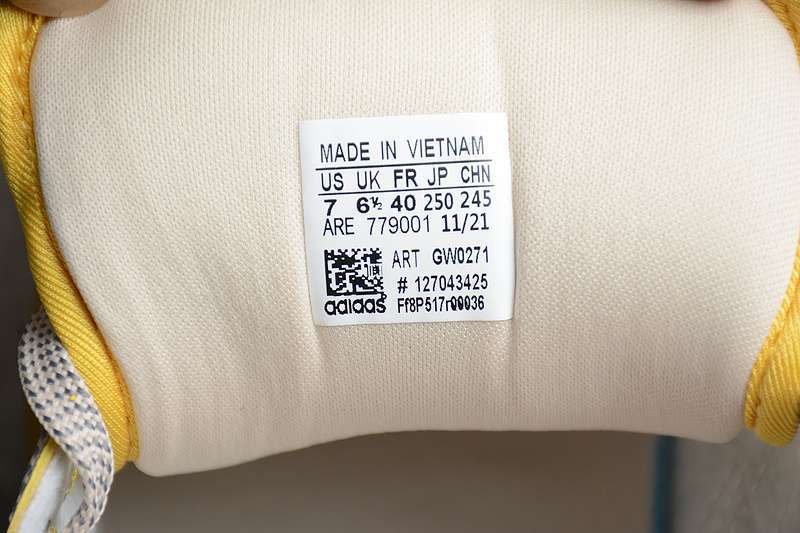 MADE IN VIETNAM
US UK FR JP CHN
7 6½ 40 250 245
ARE 779001 11/21
ART GW0271
# 127043425
adidas Ff8P517r00036